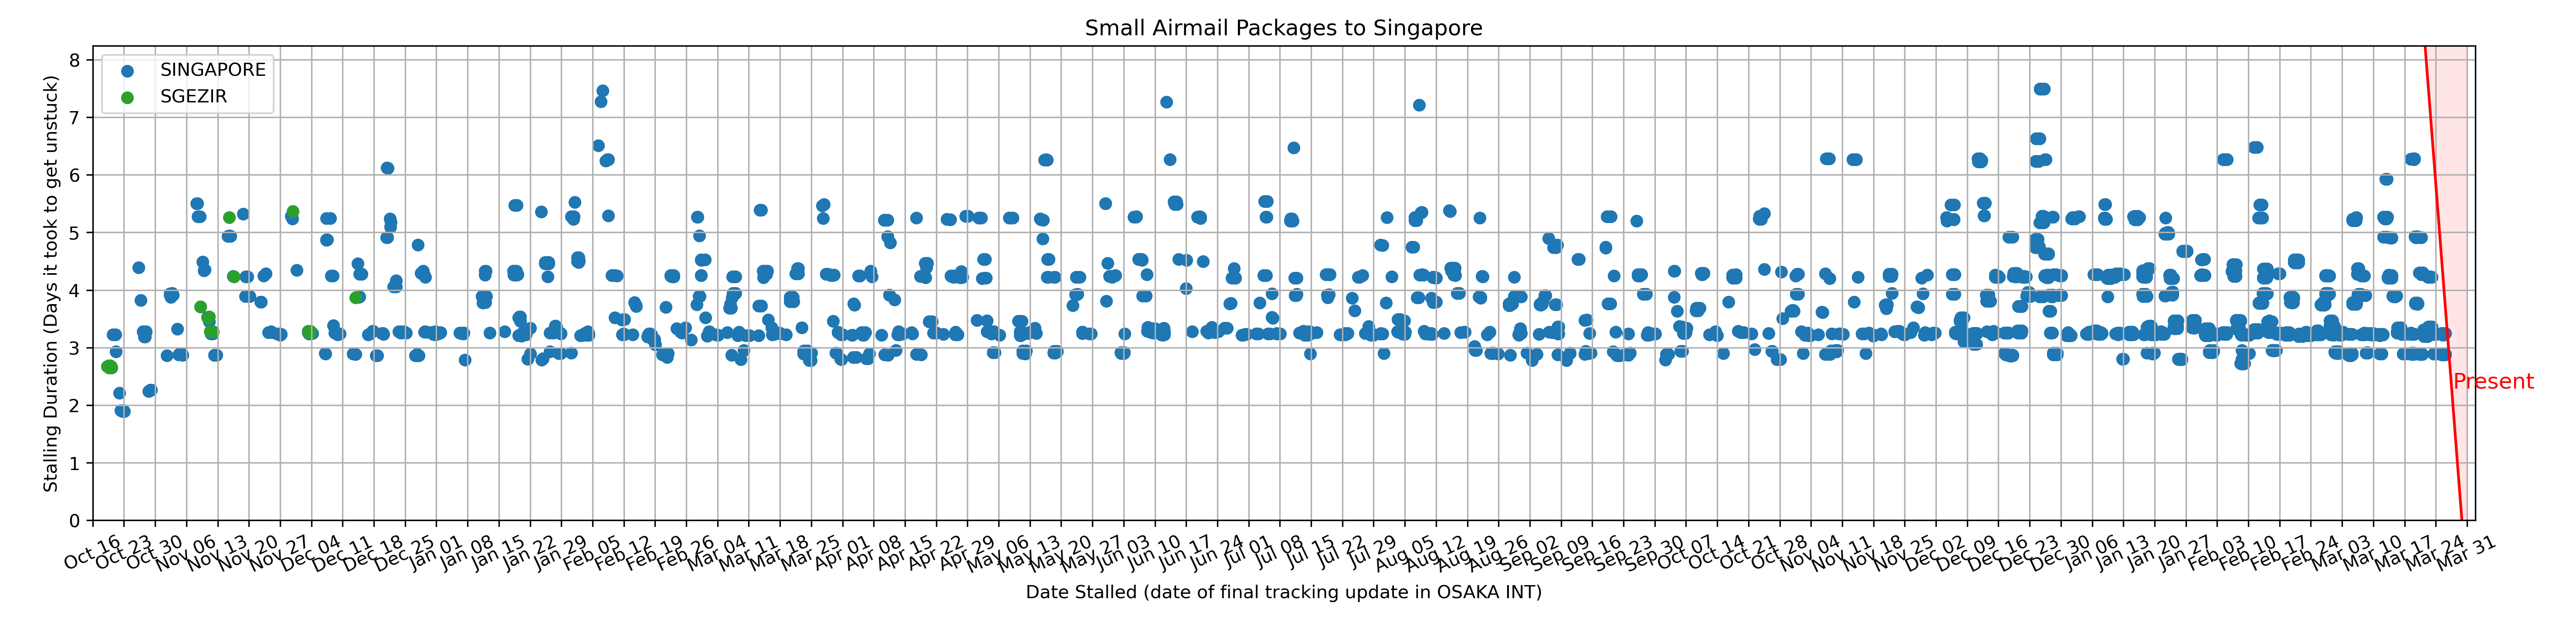 Small Airmail Packages to Singapore
SINGAPORE
SGEZIR
Stalling Duration (Days it took to get unstuck)
8
7
6
5
4
3
2
1
0
Present
Oct 16 Oct 23 Oct 30 Nov 06 Nov 13 Nov 20 Nov 27 Dec 04 Dec 11 Dec 18 Dec 25 Jan 01 Jan 08 Jan 15 Jan 22 Jan 29 Feb 05 Feb 12 Feb 19 Feb 26 Mar 04 Mar 11 Mar 18 Mar 25 Apr 01 Apr 08 Apr 15 Apr 22 Apr 29 May 06 May 13 May 20 May 27 Jun 03 Jun 10 Jun 17 Jun 24 Jul 01 Jul 08 Jul 15 Jul 22 Jul 29 Aug 05 Aug 12 Aug 19 Aug 26 Sep 02 Sep 09 Sep 16 Sep 23 Sep 30 Oct 07 Oct 14 Oct 21 Oct 28 Nov 04 Nov 11 Nov 18 Nov 25 Dec 02 Dec 09 Dec 16 Dec 23 Dec 30 Jan 06 Jan 13 Jan 20 Jan 27 Feb 03 Feb 10 Feb 17 Feb 24 Mar 03 Mar 10 Mar 17 Mar 24 Mar 31
Date Stalled (date of final tracking update in OSAKA INT)